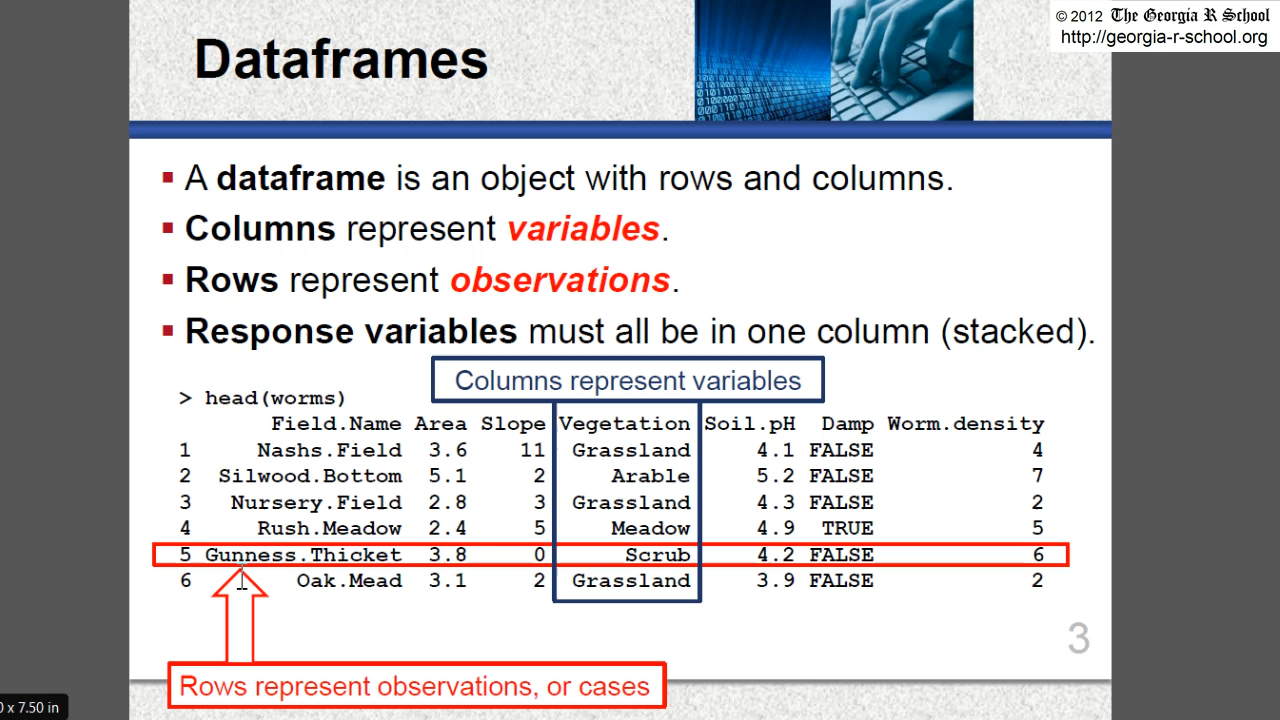 © 2012 The Georgia R School
http://georgia-r-school.org
Dataframes
A dataframe is an object with rows and columns.
Columns represent variables.
Rows represent observations.
Response variables must all be in one column (stacked).
Columns represent variables
> head(worms)
Field.Name Area Slope Vegetation Soil.pH Damp Worm.density
1 Nashs.Field 3.6 11 Grassland 4.1 FALSE 4
2 Silwood.Bottom 5.1 2 Arable 5.2 FALSE 7
3 Nursery.Field 2.8 3 Grassland 4.3 FALSE 2
4 Rush.Meadow 2.4 5 Meadow 4.9 TRUE 5
5 Gunness.Thicket 3.8 0 Scrub 4.2 FALSE 6
6 Oak.Mead 3.1 2 Grassland 3.9 FALSE 2
3
Rows represent observations, or cases
0 x 7.50 in